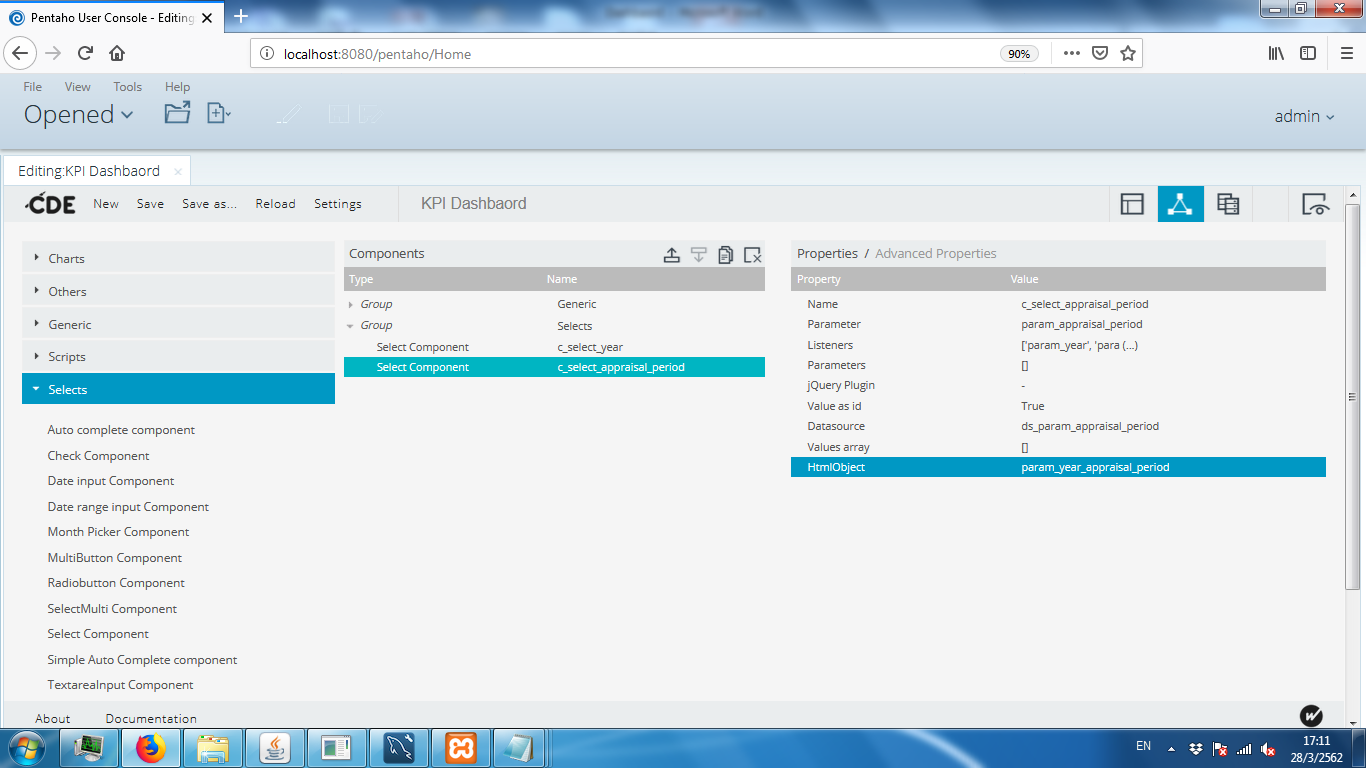 Pentaho User Console - Editing
localhost:8080/pentaho/Home
90%
File View Tools Help
Opened
admin
Editing:KPI Dashbaord
CDE New Save Save as... Reload Settings KPI Dashbaord
Charts
Others
Generic
Scripts
Selects
Auto complete component
Check Component
Date input Component
Date range input Component
Month Picker Component
MultiButton Component
Radiobutton Component
SelectMulti Component
Select Component
Simple Auto Complete component
TextareaInput Component
Components
Type Name
Group Generic
Group Selects
Select Component c_select_year
Select Component c_select_appraisal_period
Properties / Advanced Properties
Property Value
Name c_select_appraisal_period
Parameter param_appraisal_period
Listeners ['param_year', 'para (...)
Parameters []
jQuery Plugin -
Value as id True
Datasource ds_param_appraisal_period
Values array []
HtmlObject param_year_appraisal_period
About Documentation
EN
17:11
28/3/2562